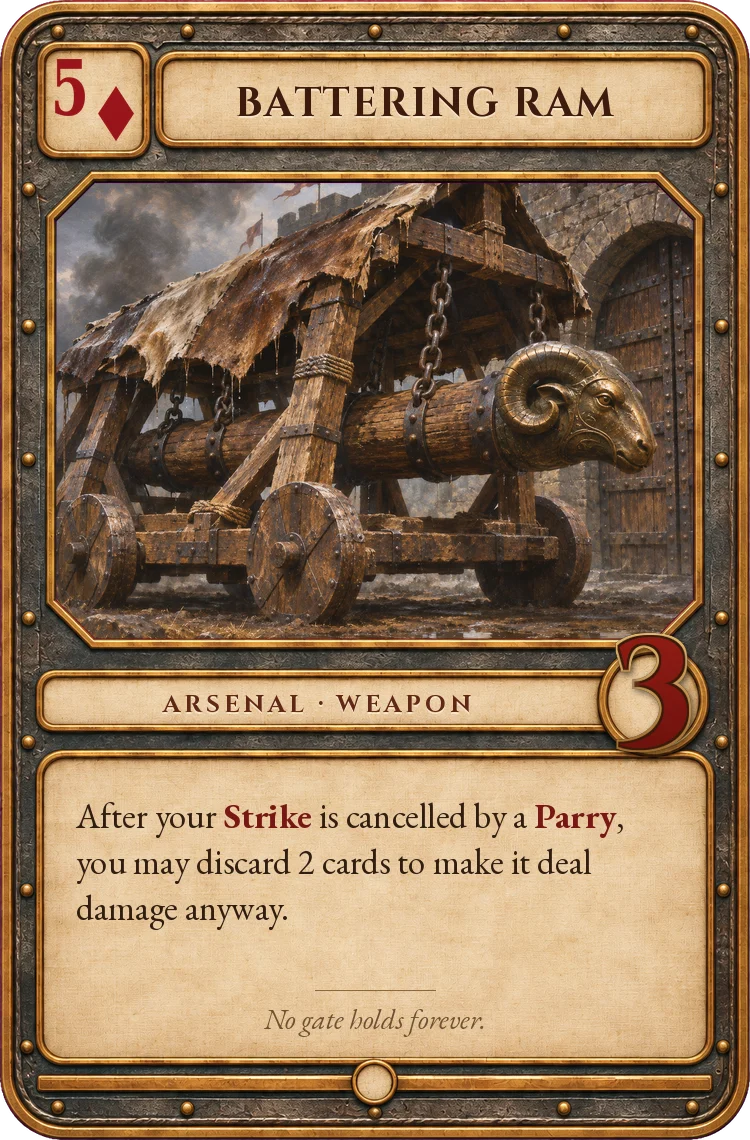 5♦
BATTERING RAM
ARSENAL · WEAPON
3
After your Strike is cancelled by a Parry,
you may discard 2 cards to make it deal
damage anyway.
No gate holds forever.